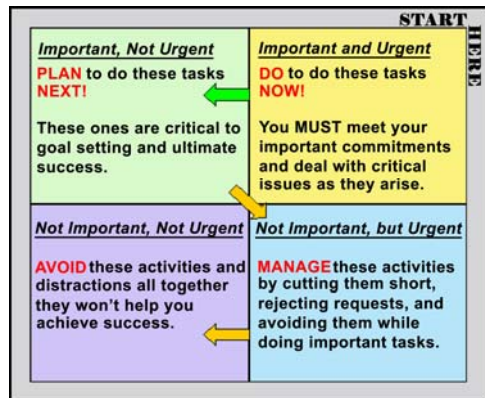 START
HERE
Important, Not Urgent
PLAN to do these tasks
NEXT!
These ones are critical to
goal setting and ultimate
success.
Important and Urgent
DO to do these tasks
NOW!
You MUST meet your
important commitments
and deal with critical
issues as they arise.
Not Important, Not Urgent
AVOID these activities and
distractions all together
they won't help you
achieve success.
Not Important, but Urgent
MANAGE these activities
by cutting them short,
rejecting requests, and
avoiding them while
doing important tasks.